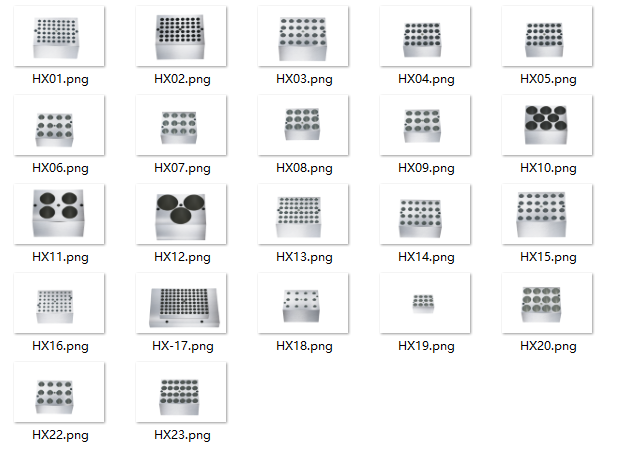 HX01.png HX02.png HX03.png HX04.png HX05.png
HX06.png HX07.png HX08.png HX09.png HX10.png
HX11.png HX12.png HX13.png HX14.png HX15.png
HX16.png HX-17.png HX18.png HX19.png HX20.png
HX22.png HX23.png